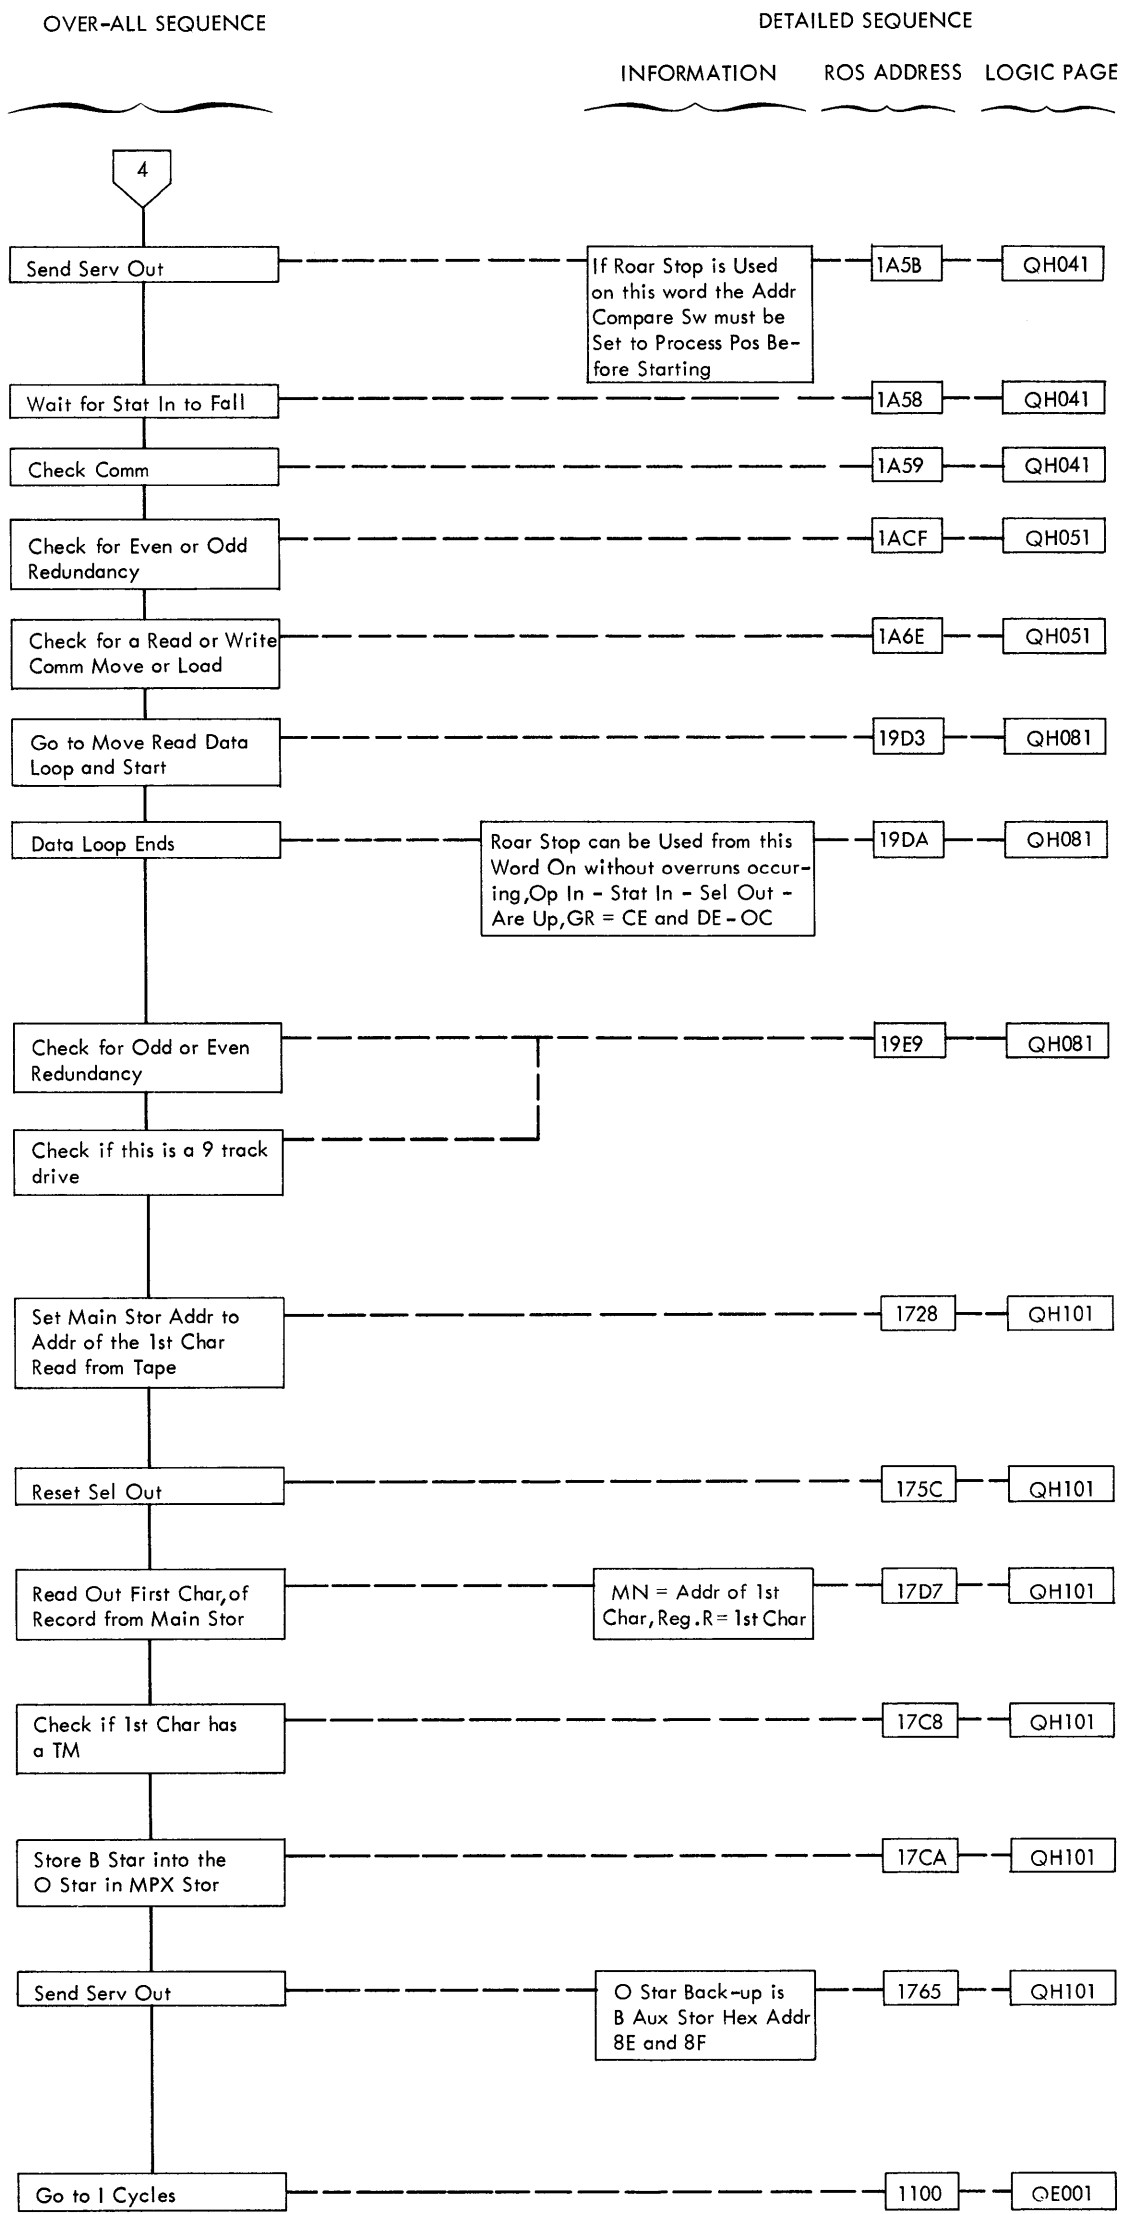 OVER-ALL SEQUENCE
DETAILED SEQUENCE
INFORMATION ROS ADDRESS LOGIC PAGE
4
Send Serv Out
If Roar Stop is Used
on this word the Addr
Compare Sw must be
Set to Process Pos Be-
fore Starting
1A5B
QH041
Wait for Stat In to Fall
1A58
QH041
Check Comm
1A59
QH041
Check for Even or Odd
Redundancy
1ACF
QH051
Check for a Read or Write
Comm Move or Load
1A6E
QH051
Go to Move Read Data
Loop and Start
19D3
QH081
Data Loop Ends
Roar Stop can be Used from this
Word On without overruns occur-
ing,Op In - Stat In - Sel Out -
Are Up,GR = CE and DE-OC
19DA
QH081
Check for Odd or Even
Redundancy
19E9
QH081
Check if this is a 9 track
drive
Set Main Stor Addr to
Addr of the 1st Char
Read from Tape
1728
QH101
Reset Sel Out
175C
QH101
Read Out First Char,of
Record from Main Stor
MN = Addr of 1st
Char,Reg.R= 1st Char
17D7
QH101
Check if 1st Char has
a TM
17C8
QH101
Store B Star into the
O Star in MPX Stor
17CA
QH101
Send Serv Out
O Star Back-up is
B Aux Stor Hex Addr
8E and 8F
1765
QH101
Go to I Cycles
1100
QE001